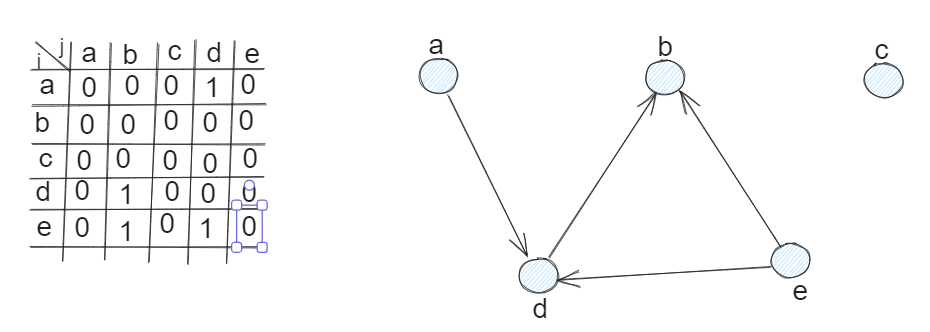 i j a b c d e
a 0 0 0 1 0
b 0 0 0 0 0
c 0 0 0 0 0
d 0 1 0 0 0
e 0 1 0 1 0
a b c
d e